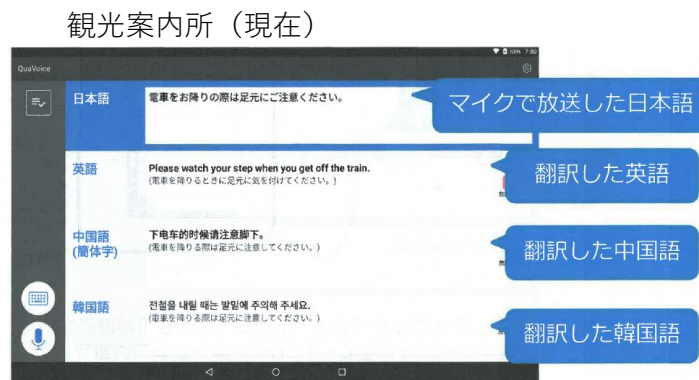 観光案内所（現在）
100% 7:00
QuaVoice
日本語
電車をお降りの際は足元にご注意ください。
マイクで放送した日本語
英語
Please watch your step when you get off the train.
(電車を降りるときに足元に気を付けてください。)
翻訳した英語
中国語
(簡体字)
下电车的时候请注意脚下。
(電車を降りる際は足元に注意してください。)
翻訳した中国語
韓国語
전철을 내릴 때는 발밑에 주의해 주세요.
(電車を降りる際は足元に注意してください。)
翻訳した韓国語